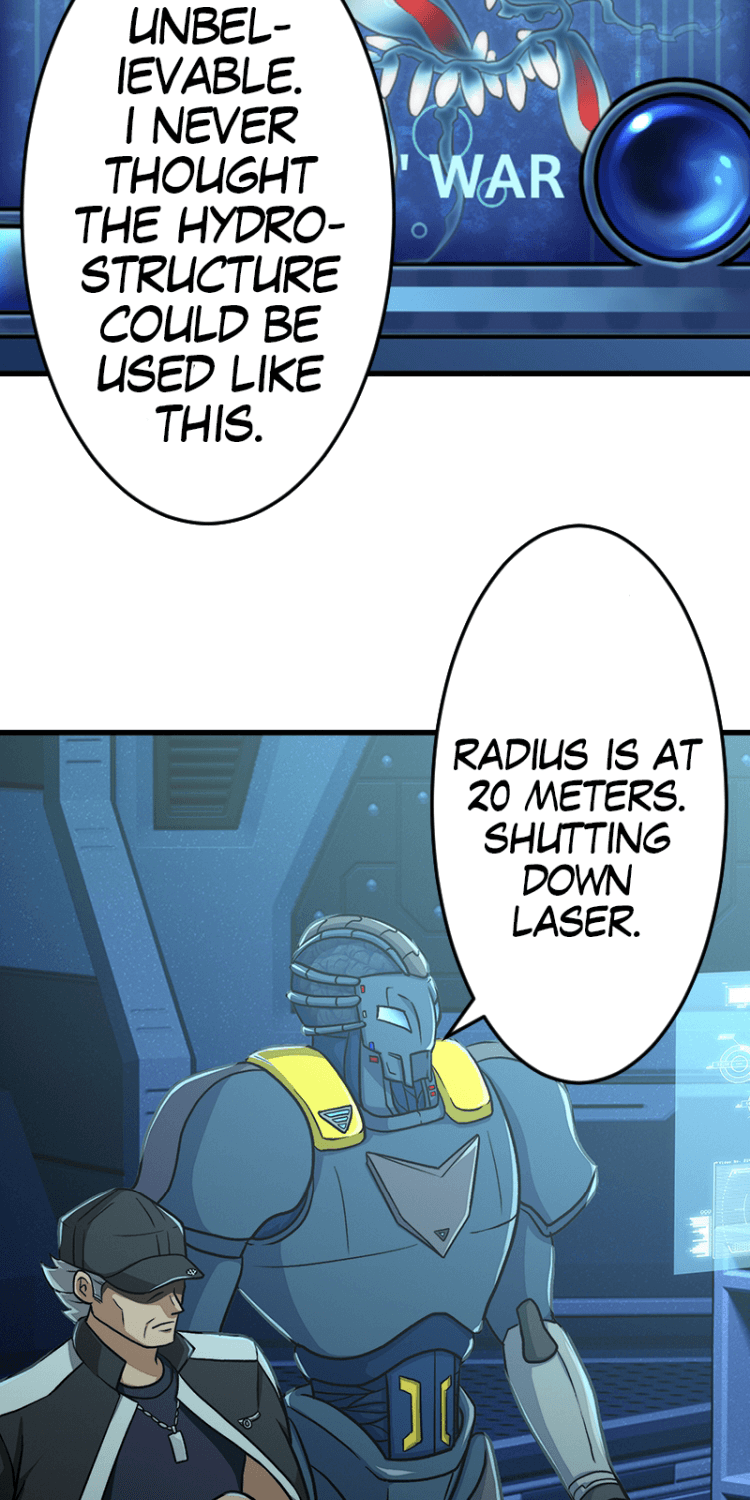 UNBEL-
IEVABLE.
I NEVER
THOUGHT
THE HYDRO-
STRUCTURE
COULD BE
USED LIKE
THIS.
' WAR
RADIUS IS AT
20 METERS.
SHUTTING
DOWN
LASER.